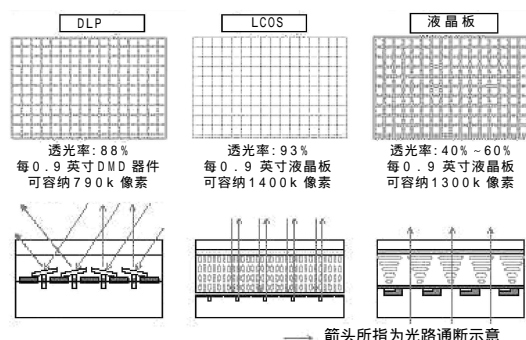 DLP
LCOS
液晶板
透光率:88%
每0.9英寸DMD器件
可容纳790k像素
透光率:93%
每0.9英寸液晶板
可容纳1400k像素
透光率:40%~60%
每0.9英寸液晶板
可容纳1300k像素
箭头所指为光路通断示意